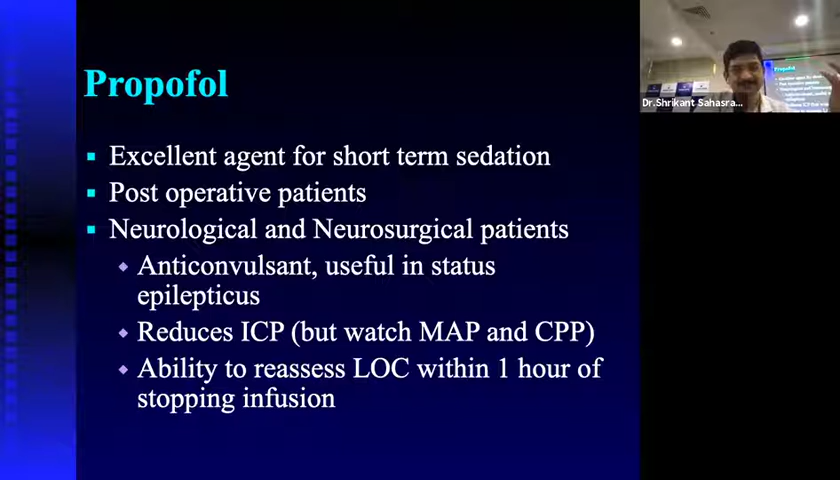 Propofol
Excellent agent for short term sedation
Post operative patients
Neurological and Neurosurgical patients
Anticonvulsant, useful in status
epilepticus
Reduces ICP (but watch MAP and CPP)
Ability to reassess LOC within 1 hour of
stopping infusion
Dr.Shrikant Sahasra...
Propofol